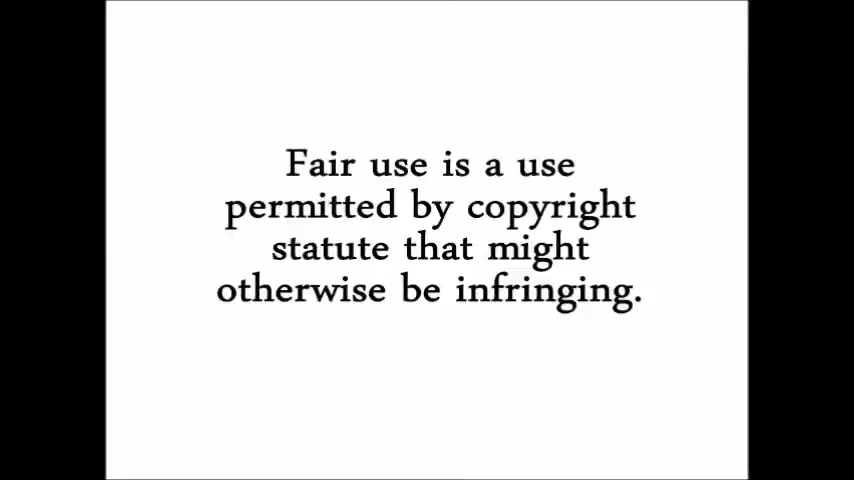 Fair use is a use
permitted by copyright
statute that might
otherwise be infringing.